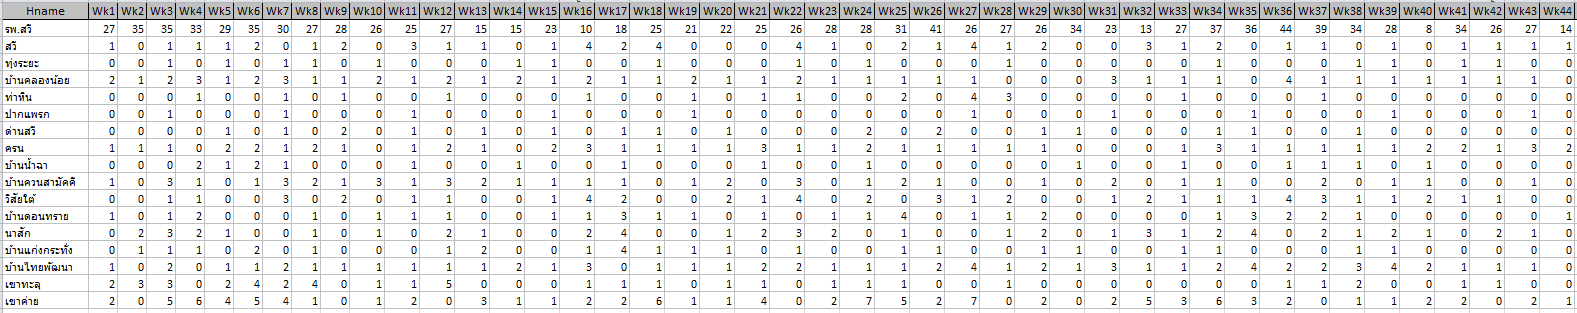 Hname Wk1 Wk2 Wk3 Wk4 Wk5 Wk6 Wk7 Wk8 Wk9 Wk10 Wk11 Wk12 Wk13 Wk14 Wk15 Wk16 Wk17 Wk18 Wk19 Wk20 Wk21 Wk22 Wk23 Wk24 Wk25 Wk26 Wk27 Wk28 Wk29 Wk30 Wk31 Wk32 Wk33 Wk34 Wk35 Wk36 Wk37 Wk38 Wk39 Wk40 Wk41 Wk42 Wk43 Wk44
รพ.สวี 27 35 35 33 29 35 30 27 28 26 25 27 15 15 23 10 18 25 21 22 25 26 28 28 31 41 26 27 26 34 23 13 27 37 36 44 39 34 28 8 34 26 27 14
สวี 1 0 1 1 1 2 0 1 2 0 3 1 1 0 1 4 2 4 0 0 0 4 1 0 2 1 4 1 2 0 0 3 1 2 0 1 1 0 1 0 1 1 1 1
ทุ่งระยะ 0 0 1 0 1 0 1 0 1 0 0 0 1 1 0 0 1 0 1 0 0 1 0 0 0 0 0 1 0 0 0 0 0 0 0 0 0 1 1 0 1 1 0 1
บ้านคลองน้อย 2 1 2 3 1 2 3 1 1 2 1 2 1 2 1 2 1 1 2 1 1 2 1 1 1 1 1 0 0 0 3 1 1 1 0 4 1 1 1 1 1 1 1 0
ท่าหิน 0 0 0 1 0 0 1 0 1 0 0 1 0 0 0 1 0 0 1 0 1 1 0 0 2 0 4 3 0 0 0 0 1 0 0 0 1 0 0 0 0 0 0 0
ปากแพรก 0 0 1 0 0 0 1 0 0 0 1 0 0 0 1 0 0 0 1 0 0 0 0 0 0 0 1 0 0 0 1 0 0 0 1 0 0 0 1 0 0 0 1 0
ด่านสวี 0 0 0 0 1 0 1 0 2 0 1 0 1 0 1 0 1 1 0 1 0 0 0 2 0 2 0 0 1 1 0 0 0 1 1 0 0 0 1 0 0 0 0 0
ครน 1 1 1 0 2 2 1 2 1 0 1 2 1 0 2 3 1 1 1 1 3 1 1 2 1 1 1 1 1 0 0 0 1 3 1 1 1 1 1 2 2 1 3 2
บ้านน้ำฉา 0 0 0 2 1 2 1 0 0 0 1 0 0 1 0 0 1 0 0 0 1 0 0 1 0 0 0 0 0 1 0 0 1 0 1 1 1 0 1 0 0 0 0 0
บ้านควนสามัคคี 1 0 3 1 0 1 3 2 1 3 1 3 2 1 1 1 1 0 1 2 0 3 0 1 2 1 0 0 1 0 2 0 1 1 0 0 2 0 1 1 0 1 0 1
วิสัยใต้ 0 0 1 1 0 0 3 0 2 0 1 1 0 0 1 4 2 0 0 2 1 4 0 2 0 3 1 2 0 0 1 2 1 1 1 4 3 1 1 2 1 1 0 0
บ้านดอนทราย 1 0 1 2 0 0 0 1 0 1 1 1 0 0 1 1 3 1 1 0 1 0 1 1 4 0 1 1 2 0 0 0 0 1 3 2 2 1 0 1 0 0 0 1
นาสัก 0 2 3 2 1 0 0 1 0 1 0 2 1 0 0 2 4 0 0 1 2 3 2 0 1 1 0 1 2 0 1 3 1 2 4 0 2 1 2 1 0 2 1 0
บ้านแก่งกระทั่ง 0 1 1 1 0 2 0 1 0 0 0 1 2 0 0 1 4 1 1 0 1 0 0 0 1 1 0 0 1 1 0 0 1 1 0 0 0 1 0 0 0 0 0 0
บ้านไทยพัฒนา 1 0 2 0 1 1 2 1 1 1 1 1 1 2 1 3 0 1 1 1 2 2 1 1 1 2 4 1 2 1 3 1 1 2 4 2 2 3 4 2 1 1 1 0
เขาทะลุ 2 3 3 0 2 4 2 4 0 1 1 5 0 0 0 1 1 1 0 1 0 1 1 1 1 0 0 0 0 0 0 0 0 0 0 0 1 1 2 0 0 1 0 0
เขาค่าย 2 0 5 6 4 5 4 1 0 1 2 0 3 1 1 2 2 6 1 1 4 0 2 7 5 2 7 0 2 2 0 5 3 6 3 2 0 1 1 2 2 0 2 1